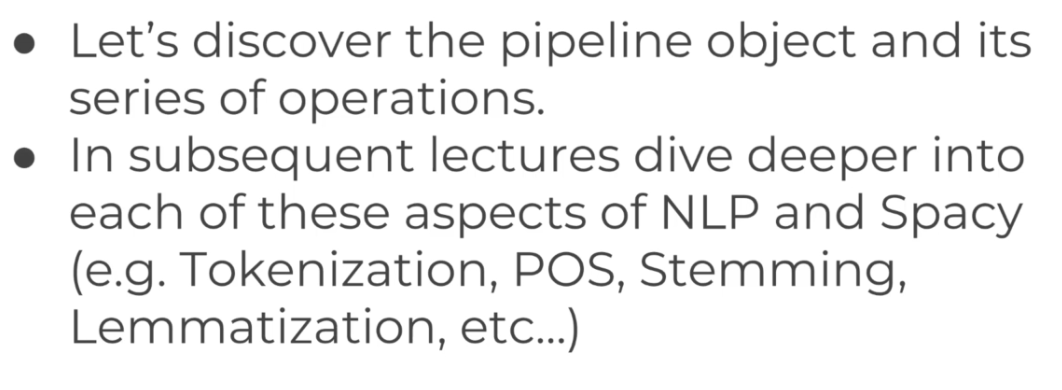 ● Let’s discover the pipeline object and its
series of operations.
● In subsequent lectures dive deeper into
each of these aspects of NLP and Spacy
(e.g. Tokenization, POS, Stemming,
Lemmatization, etc...)